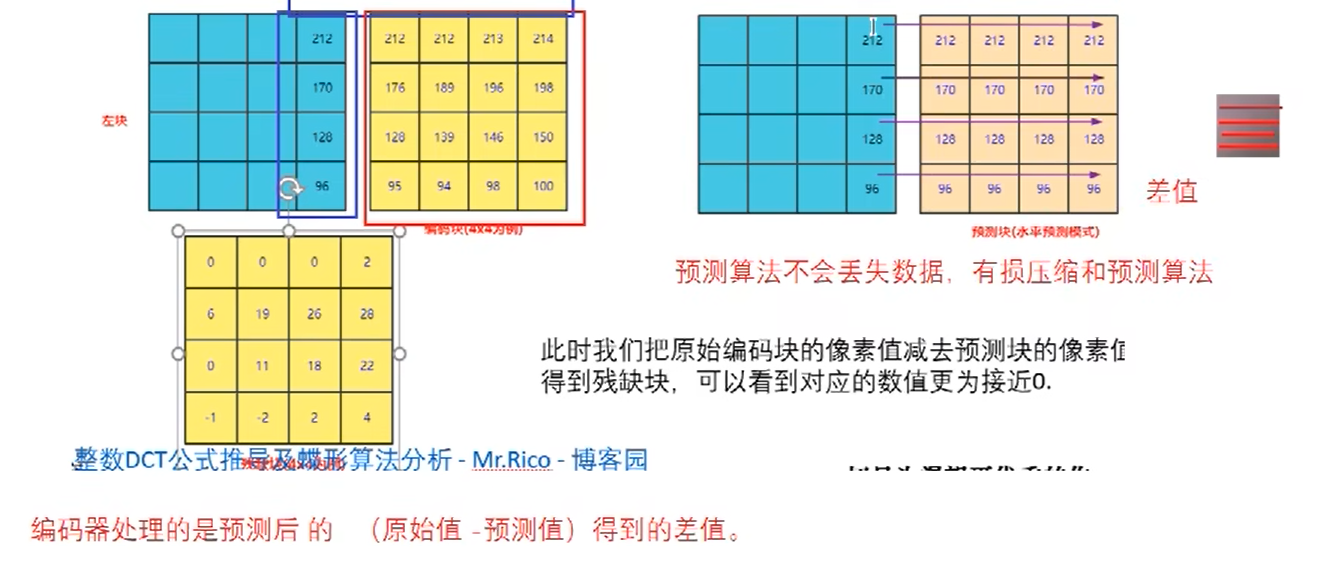 212 212 212 213 214 212 212 212 212 212
170 176 189 196 198 170 170 170 170 170
左块
128 128 139 146 150 128 128 128 128 128
96 95 94 98 100 96 96 96 96 96
差值
编码块(4x4为例) 预测块(水平预测模式)
0 0 0 2
预测算法不会丢失数据，有损压缩和预测算法
6 19 26 28
此时我们把原始编码块的像素值减去预测块的像素值
0 11 18 22
得到残缺块，可以看到对应的数值更为接近0.
-1 -2 2 4
整数DCT公式推导及蝶形算法分析 - Mr.Rico - 博客园
编码器处理的是预测后 的 （原始值 -预测值）得到的差值。